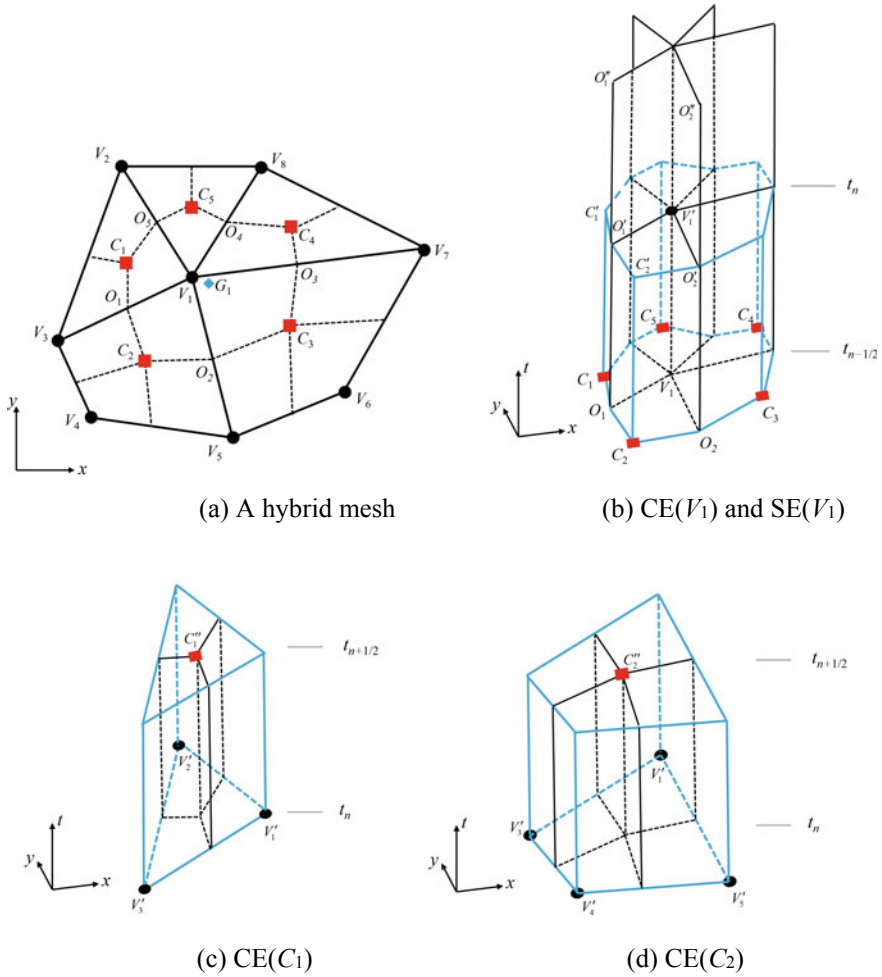 V₂
V₈
C₅
O₅
O₄
C₄
C₁
V₇
O₃
V₁
G₁
O₁
V₃
C₃
C₂
O₂
V₆
V₄
V₅
y
x
(a) A hybrid mesh
O₁″
O₂″
tₙ
C₁′
V₁′
O₁′
C₂′
O₂′
C₅
C₄
tₙ₋₁/₂
C₁
V₁
t
O₁
C₃
y
x
C₂
O₂
(b) CE(V₁) and SE(V₁)
C₁″
tₙ₊₁/₂
V₂′
t
tₙ
V₁′
y
x
V₃′
(c) CE(C₁)
C₂″
tₙ₊₁/₂
V₁′
t
V₃′
tₙ
y
x
V₄′
V₅′
(d) CE(C₂)